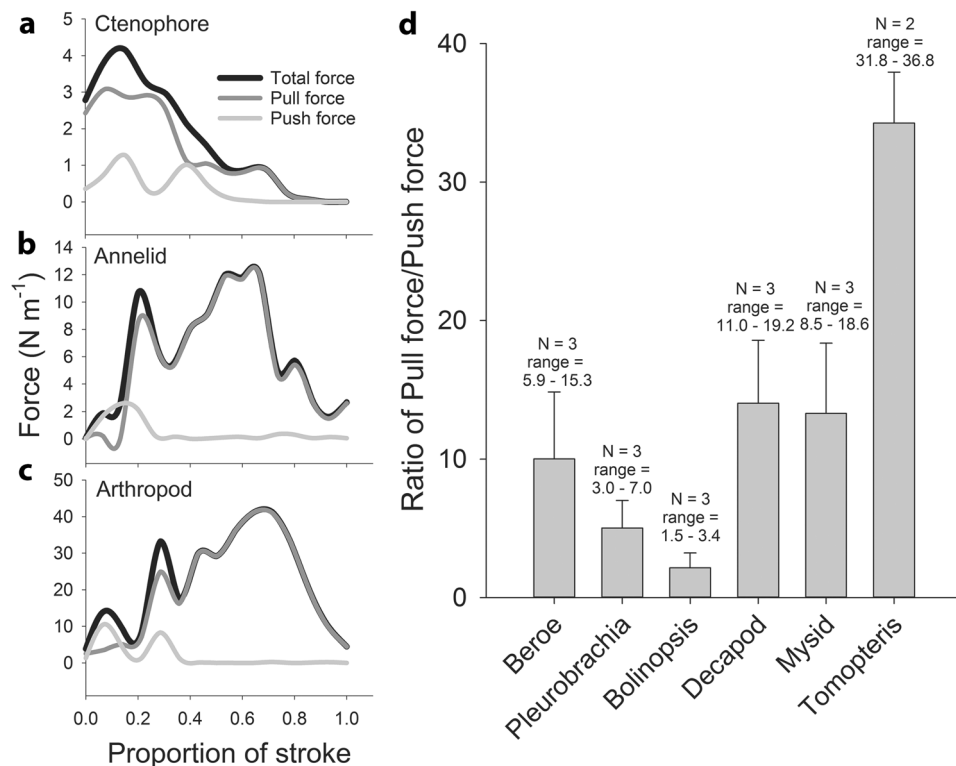 a
Ctenophore
5
4
3
2
1
0
Total force
Pull force
Push force
b
Annelid
14
12
10
8
6
4
2
0
Force (N m-1)
c
Arthropod
50
40
30
20
10
0
0.0 0.2 0.4 0.6 0.8 1.0
Proportion of stroke
d
Ratio of Pull force/Push force
40
30
20
10
0
N = 3
range =
5.9 - 15.3
N = 3
range =
3.0 - 7.0
N = 3
range =
1.5 - 3.4
N = 3
range =
11.0 - 19.2
N = 3
range =
8.5 - 18.6
N = 2
range =
31.8 - 36.8
Beroe
Pleurobrachia
Bolinopsis
Decapod
Mysid
Tomopteris